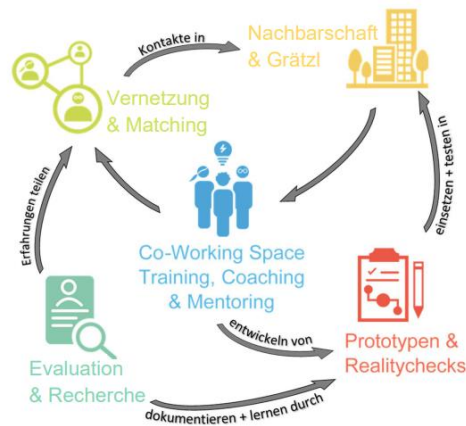 Kontakte in
Nachbarschaft
& Grätzl
Vernetzung
& Matching
Erfahrungen teilen
einsetzen + testen in
Co-Working Space
Training, Coaching
& Mentoring
entwickeln von
Prototypen &
Realitychecks
Evaluation
& Recherche
dokumentieren + lernen durch